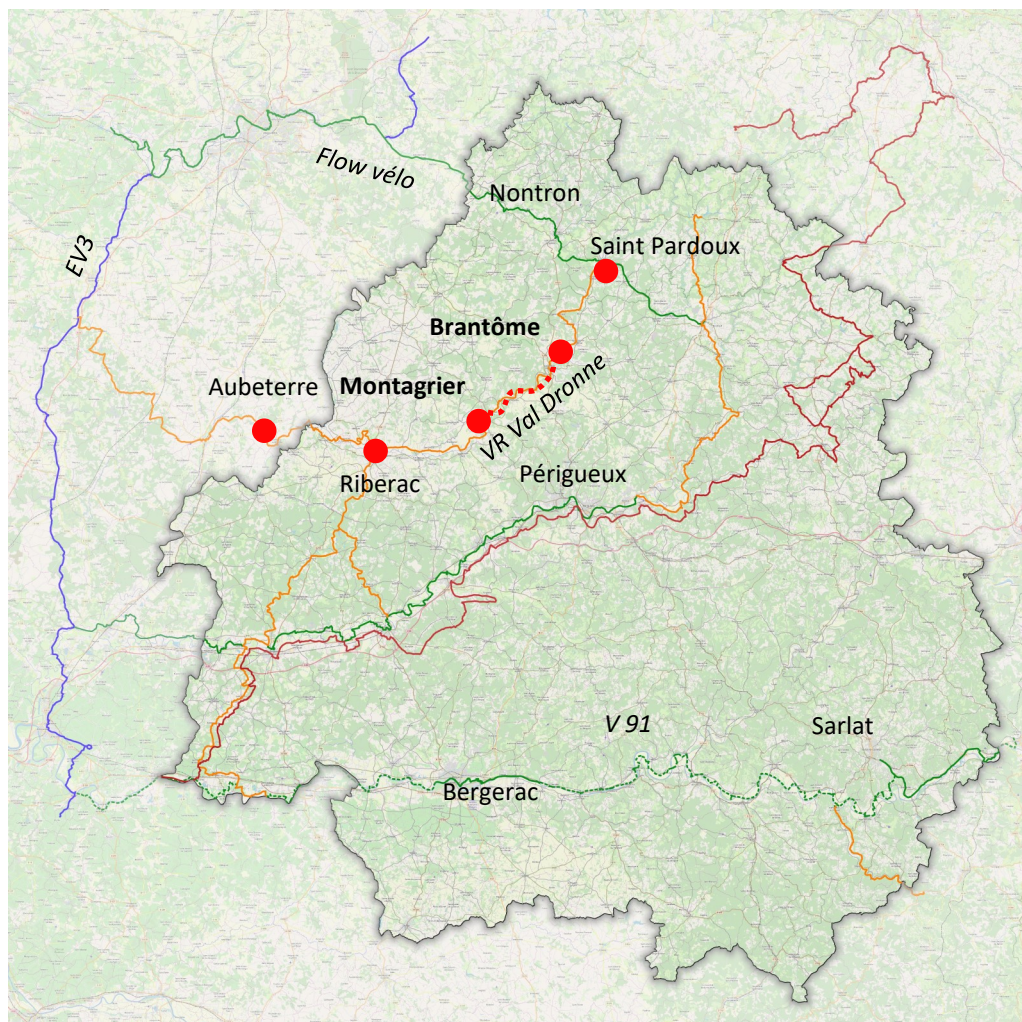 Flow vélo
Nontron
EV3
Saint Pardoux
Brantôme
Aubeterre
Montagrier
VR Val Dronne
Riberac
Périgueux
V 91
Sarlat
Bergerac